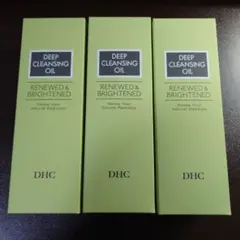 DEEP
CLEANSING
OIL
RENEWED &
BRIGHTENED
DHC
DEEP
CLEANSING
OIL
RENEWED &
BRIGHTENED
DHC
DEEP
CLEANSING
OIL
RENEWED &
BRIGHTENED
DHC